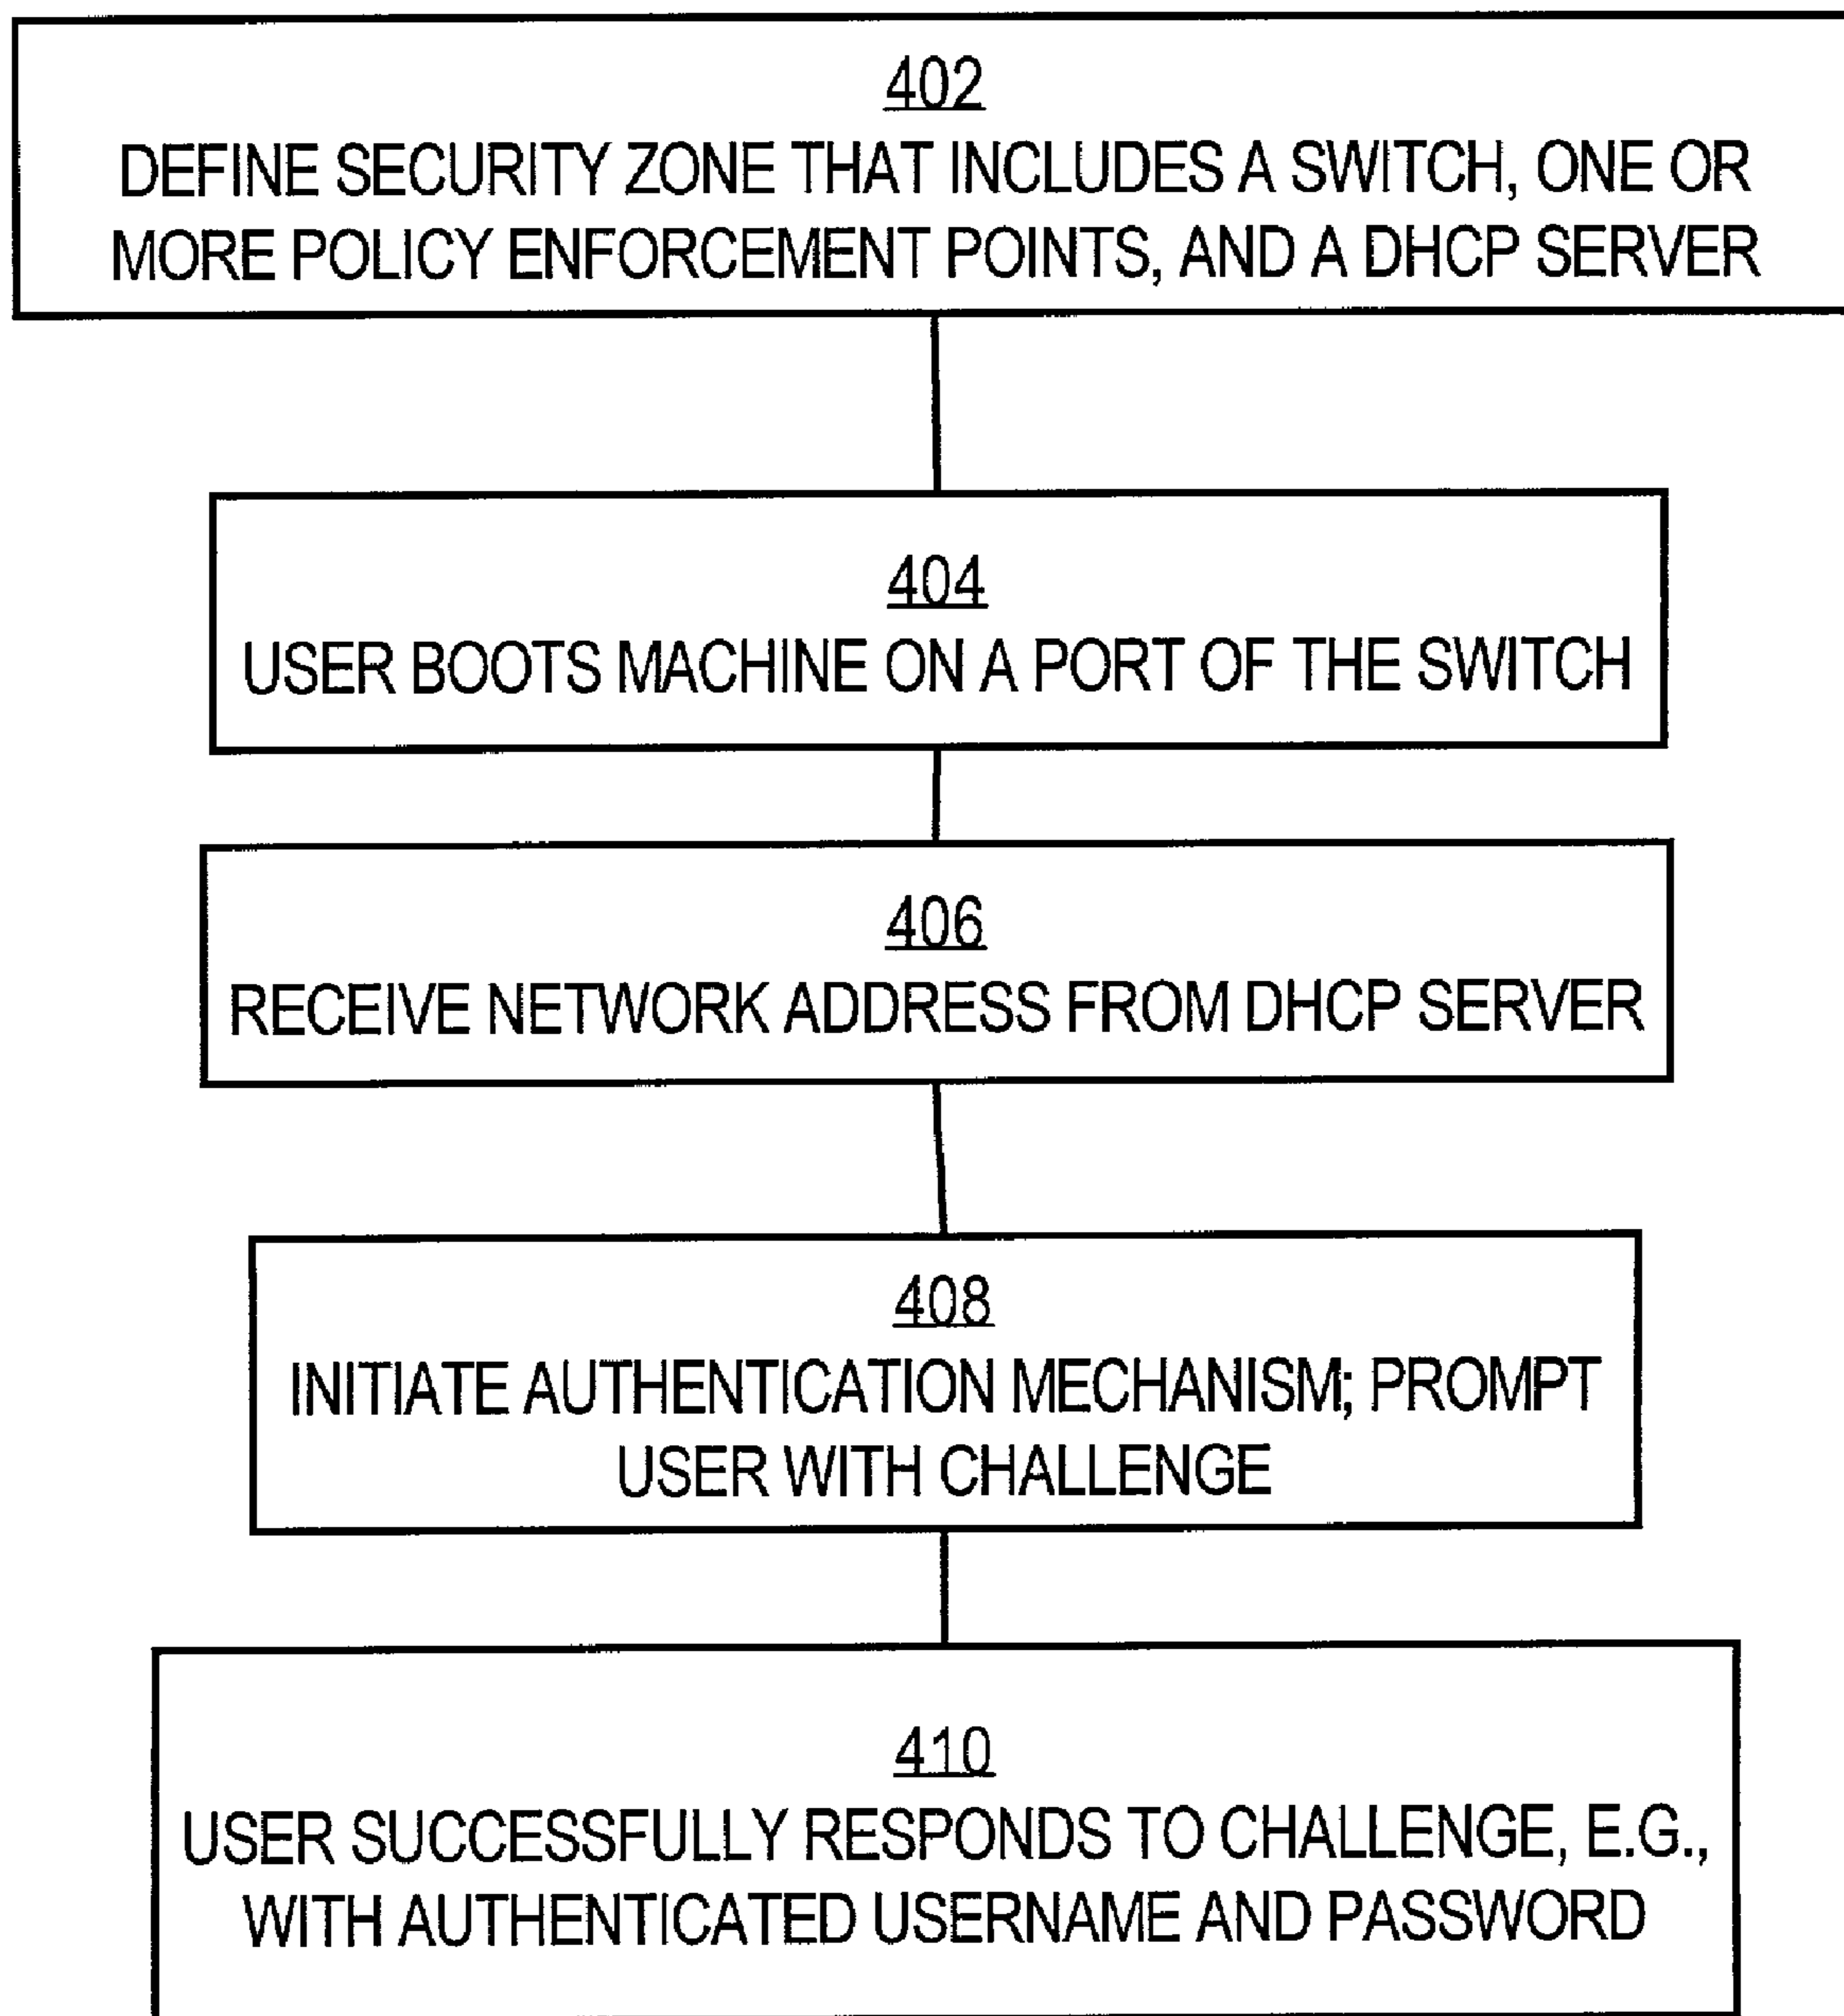 402
DEFINE SECURITY ZONE THAT INCLUDES A SWITCH, ONE OR
MORE POLICY ENFORCEMENT POINTS, AND A DHCP SERVER
404
USER BOOTS MACHINE ON A PORT OF THE SWITCH
406
RECEIVE NETWORK ADDRESS FROM DHCP SERVER
408
INITIATE AUTHENTICATION MECHANISM; PROMPT
USER WITH CHALLENGE
410
USER SUCCESSFULLY RESPONDS TO CHALLENGE, E.G.,
WITH AUTHENTICATED USERNAME AND PASSWORD